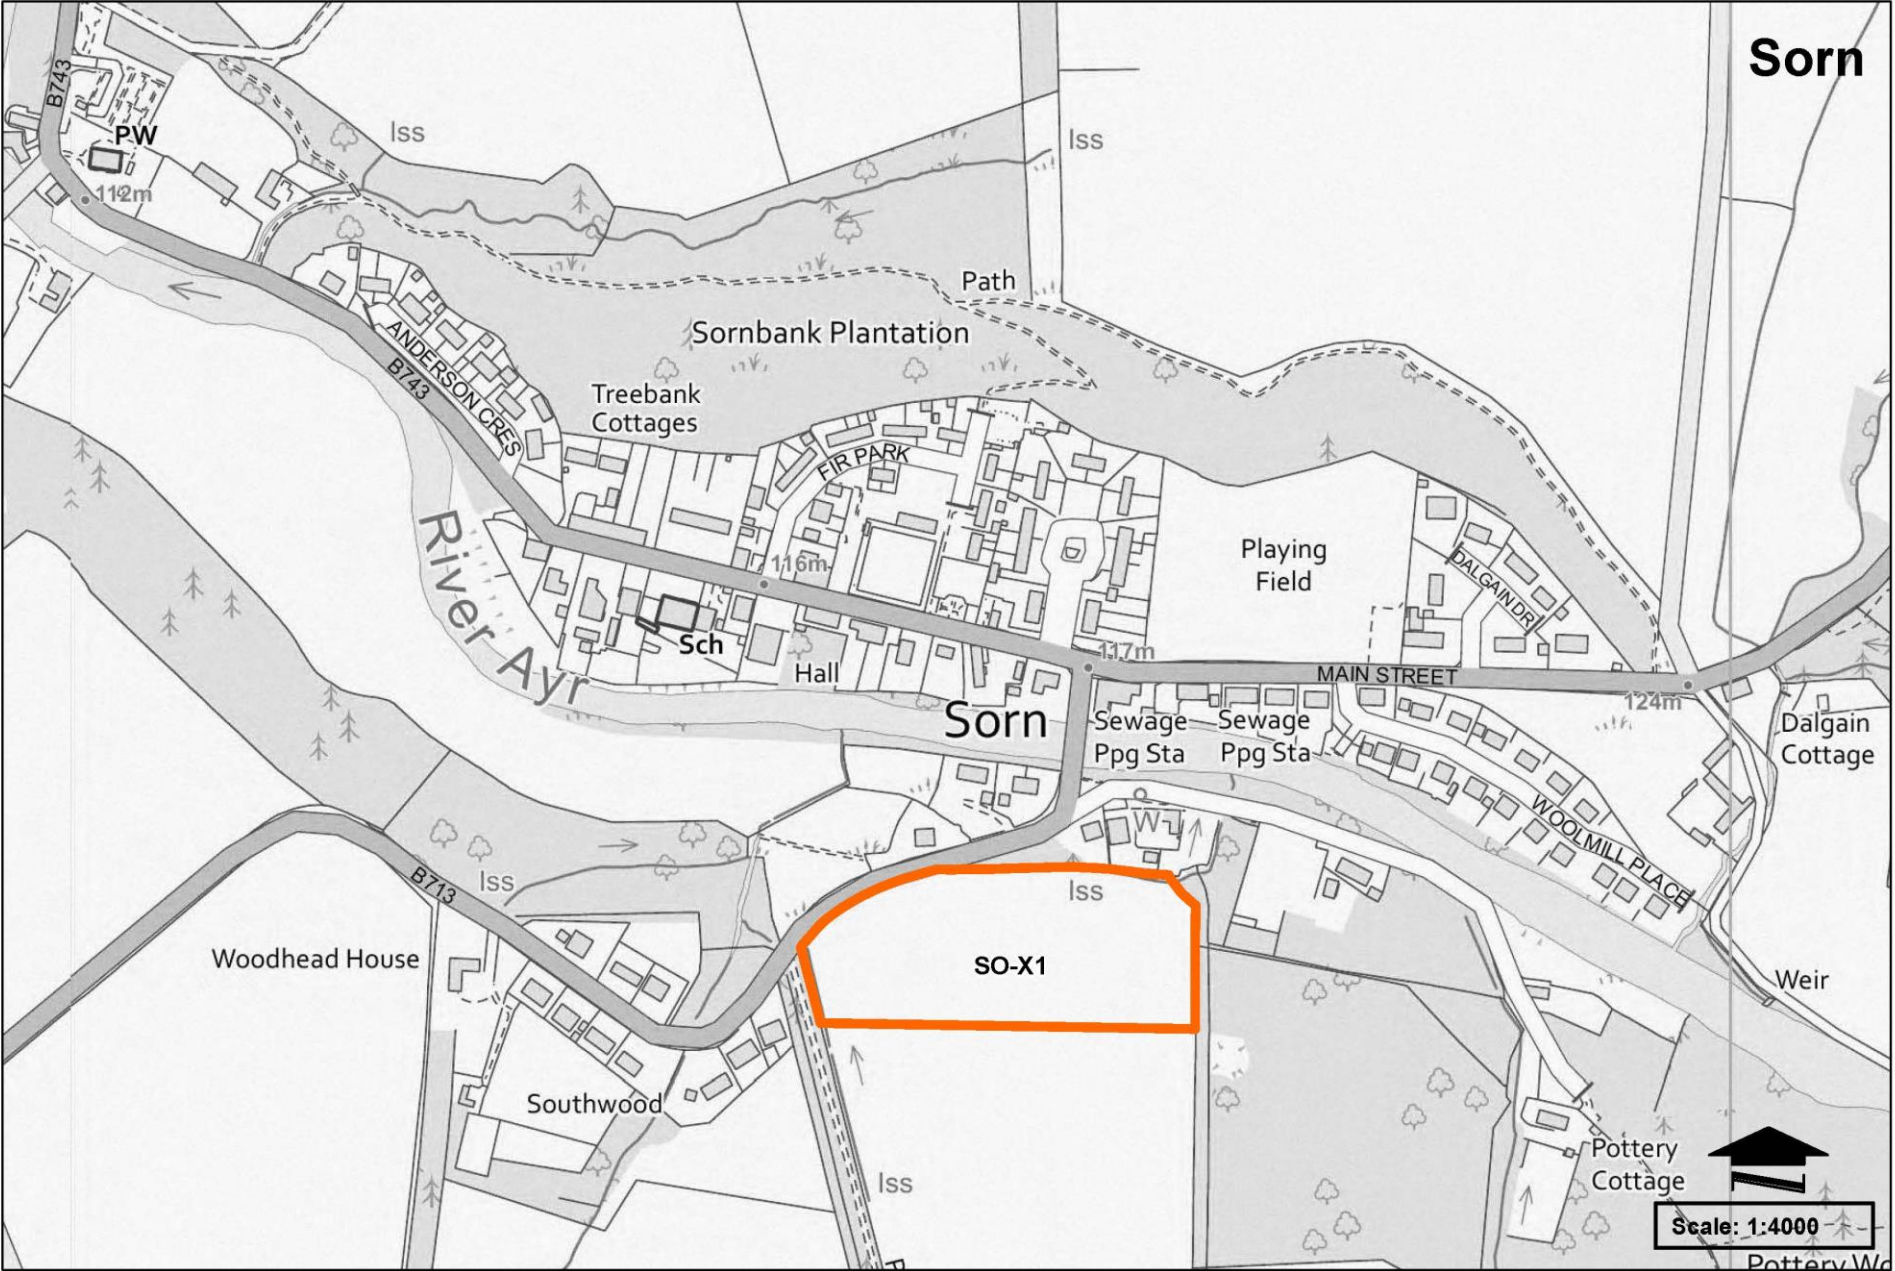 Sorn
B743
PW
112m
Iss
Iss
Path
Sornbank Plantation
ANDERSON CRES
B743
Treebank
Cottages
FIR PARK
River Ayr
116m
Sch
Hall
Playing
Field
DALGAIN DR
117m
MAIN STREET
124m
Sorn
Sewage
Ppg Sta
Sewage
Ppg Sta
Dalgain
Cottage
W
WOOLMILL PLACE
B713
Iss
Iss
Woodhead House
SO-X1
Weir
Southwood
Iss
Pottery
Cottage
Scale: 1:4000